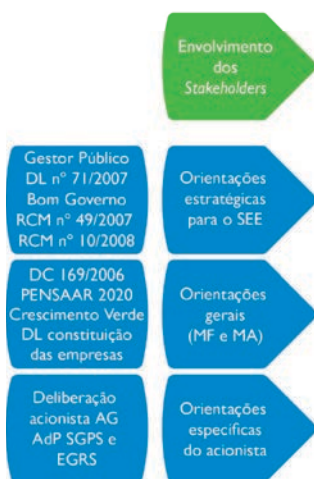 Envolvimento
dos
Stakeholders
Gestor Público
DL nº 71/2007
Bom Governo
RCM nº 49/2007
RCM nº 10/2008
Orientações
estratégicas
para o SEE
DC 169/2006
PENSAAR 2020
Crescimento Verde
DL constituição
das empresas
Orientações
gerais
(MF e MA)
Deliberação
acionista AG
AdP SGPS e
EGRS
Orientações
especificas
do acionista